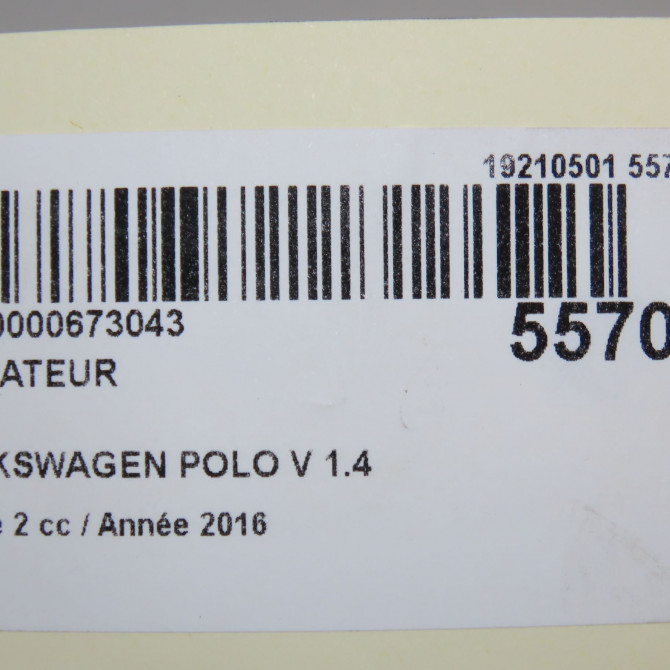 19210501 557
0000673043
5570
ATEUR
KSWAGEN POLO V 1.4
e 2 cc / Année 2016